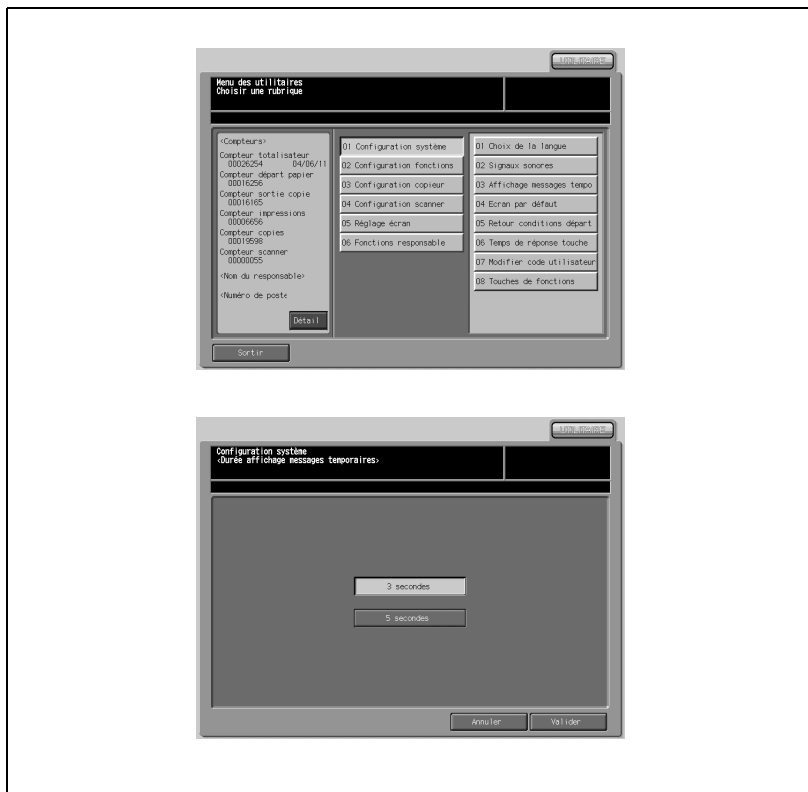 UTILITAIRE
Menu des utilitaires
Choisir une rubrique
<Compteurs>
Compteur totalisateur
00026254 04/06/11
Compteur départ papier
00016256
Compteur sortie copie
00016165
Compteur impressions
00006656
Compteur copies
00019598
Compteur scanner
00000055
<Nom du responsable>
<Numéro de poste
Détail
01 Configuration système
02 Configuration fonctions
03 Configuration copieur
04 Configuration scanner
05 Réglage écran
06 Fonctions responsable
01 Choix de la langue
02 Signaux sonores
03 Affichage messages tempo
04 Ecran par défaut
05 Retour conditions départ
06 Temps de réponse touche
07 Modifier code utilisateur
08 Touches de fonctions
Sortir
UTILITAIRE
Configuration système
<Durée affichage messages temporaires>
3 secondes
5 secondes
Annuler Valider